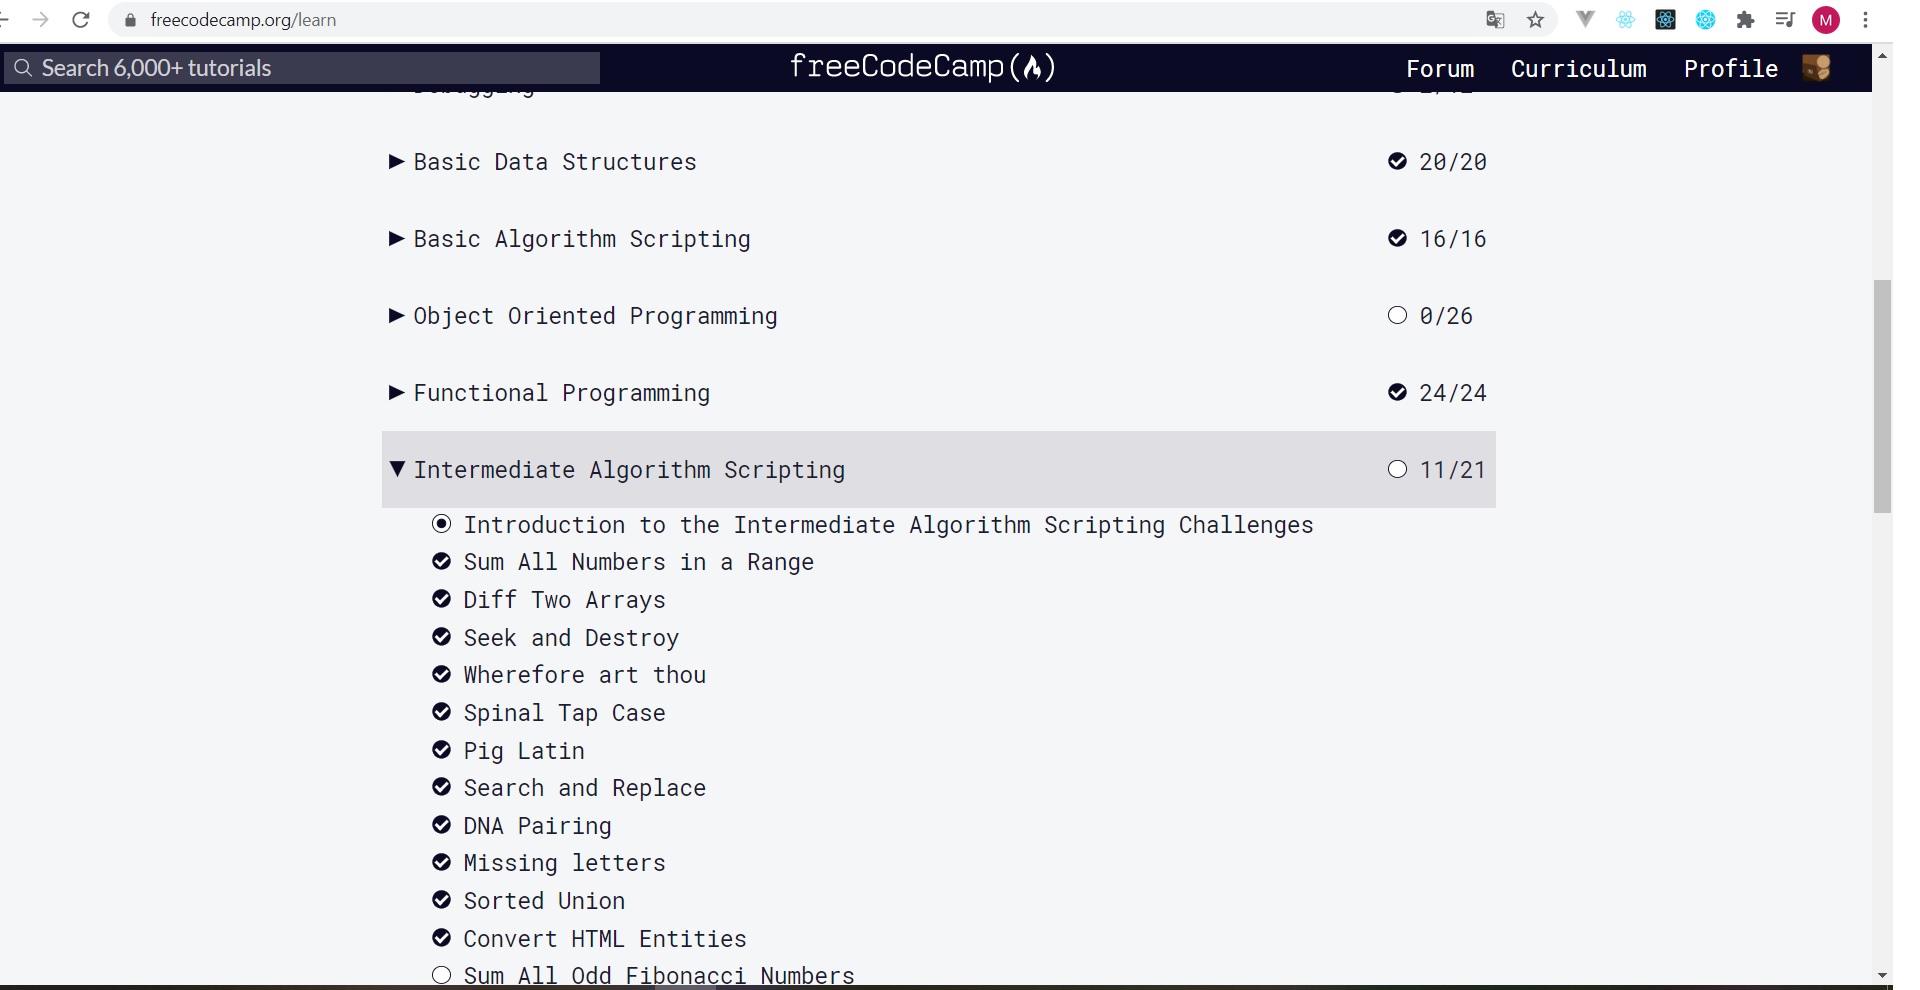 freecodecamp.org/learn
M
Search 6,000+ tutorials
freeCodeCamp(🔥)
Forum Curriculum Profile
Debugging
Basic Data Structures 20/20
Basic Algorithm Scripting 16/16
Object Oriented Programming 0/26
Functional Programming 24/24
Intermediate Algorithm Scripting 11/21
Introduction to the Intermediate Algorithm Scripting Challenges
Sum All Numbers in a Range
Diff Two Arrays
Seek and Destroy
Wherefore art thou
Spinal Tap Case
Pig Latin
Search and Replace
DNA Pairing
Missing letters
Sorted Union
Convert HTML Entities
Sum All Odd Fibonacci Numbers